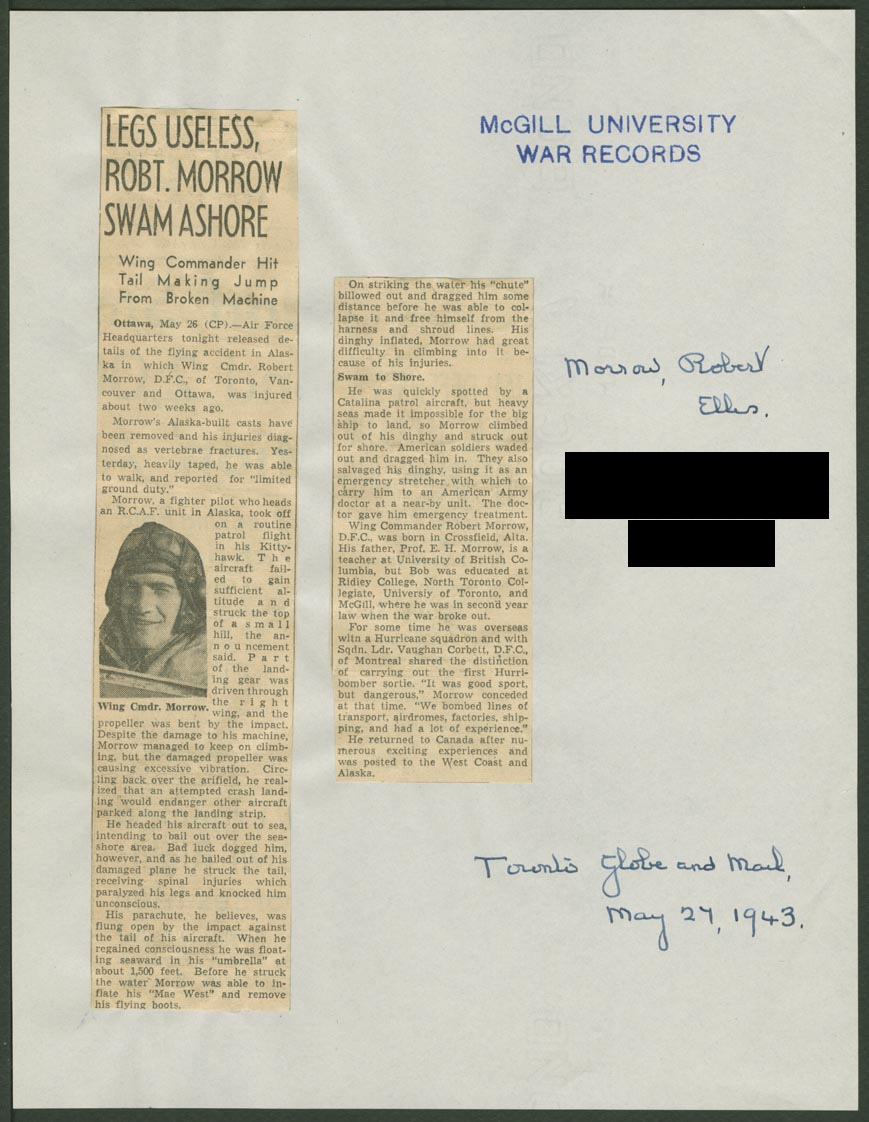 McGILL UNIVERSITY
WAR RECORDS
LEGS USELESS,
ROBT. MORROW
SWAM ASHORE
Wing Commander Hit
Tail Making Jump
From Broken Machine
Ottawa, May 26 (CP).—Air Force
Headquarters tonight released de-
tails of the flying accident in Alas-
ka in which Wing Cmdr. Robert
Morrow, D.F.C., of Toronto, Van-
couver and Ottawa, was injured
about two weeks ago.
Morrow's Alaska-built casts have
been removed and his injuries diag-
nosed as vertebrae fractures. Yes-
terday, heavily taped, he was able
to walk, and reported for "limited
ground duty."
Morrow, a fighter pilot who heads
an R.C.A.F. unit in Alaska, took off
on a routine
patrol flight
in his Kitty-
hawk. The
aircraft fail-
ed to gain
sufficient al-
titude and
struck the top
of a small
hill, the an-
nouncement
said. Part
of the land-
ing gear was
driven through
the right
wing, and the
Wing Cmdr. Morrow.
propeller was bent by the impact.
Despite the damage to his machine,
Morrow managed to keep on climb-
ing, but the damaged propeller was
causing excessive vibration. Circ-
ling back over the arifield, he real-
ized that an attempted crash land-
ing would endanger other aircraft
parked along the landing strip.
He headed his aircraft out to sea,
intending to bail out over the sea-
shore area. Bad luck dogged him,
however, and as he bailed out of his
damaged plane he struck the tail,
receiving spinal injuries which
paralyzed his legs and knocked him
unconscious.
His parachute, he believes, was
flung open by the impact against
the tail of his aircraft. When he
regained consciousness he was float-
ing seaward in his "umbrella" at
about 1,500 feet. Before he struck
the water Morrow was able to in-
flate his "Mae West" and remove
his flying boots.
On striking the water his "chute"
billowed out and dragged him some
distance before he was able to col-
lapse it and free himself from the
harness and shroud lines. His
dinghy inflated, Morrow had great
difficulty in climbing into it be-
cause of his injuries.
Swam to Shore.
He was quickly spotted by a
Catalina patrol aircraft, but heavy
seas made it impossible for the big
ship to land, so Morrow climbed
out of his dinghy and struck out
for shore. American soldiers waded
out and dragged him in. They also
salvaged his dinghy, using it as an
emergency stretcher with which to
carry him to an American Army
doctor at a near-by unit. The doc-
tor gave him emergency treatment.
Wing Commander Robert Morrow,
D.F.C., was born in Crossfield, Alta.
His father, Prof. E. H. Morrow, is a
teacher at University of British Co-
lumbia, but Bob was educated at
Ridley College, North Toronto Col-
legiate, Universiy of Toronto, and
McGill, where he was in second year
law when the war broke out.
For some time he was overseas
with a Hurricane squadron and with
Sqdn. Ldr. Vaughan Corbett, D.F.C.,
of Montreal shared the distinction
of carrying out the first Hurri-
bomber sortie. "It was good sport,
but dangerous," Morrow conceded
at that time. "We bombed lines of
transport, airdromes, factories, ship-
ping, and had a lot of experience."
He returned to Canada after nu-
merous exciting experiences and
was posted to the West Coast and
Alaska.
Morrow, Robert
Ellis.
Toronto Globe and Mail,
May 27, 1943.